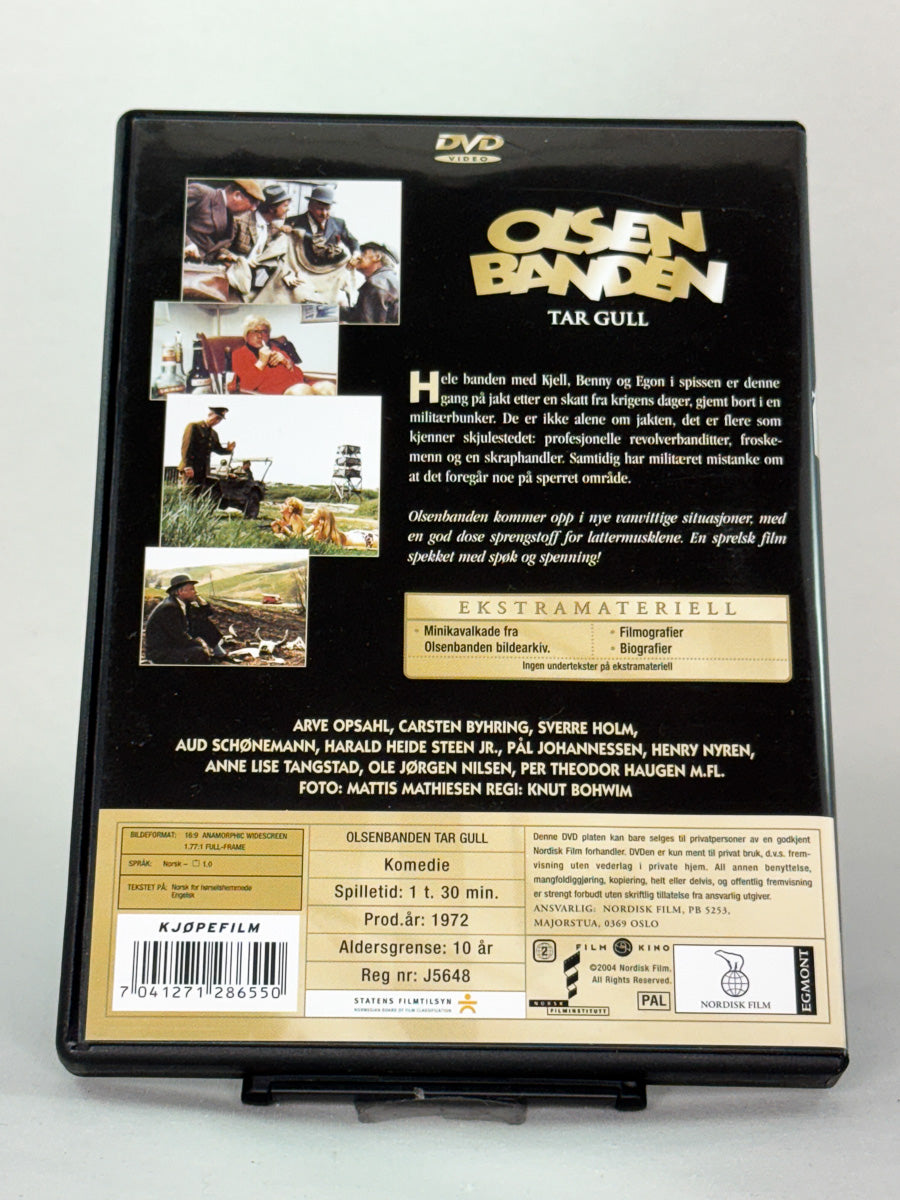 DVD
VIDEO
OLSEN
BANDEN
TAR GULL
Hele banden med Kjell, Benny og Egon i spissen er denne
gang på jakt etter en skatt fra krigens dager, gjemt bort i en
militærbunker. De er ikke alene om jakten, det er flere som
kjenner skjulestedet: profesjonelle revolverbanditter, froske-
menn og en skraphandler. Samtidig har militæret mistanke om
at det foregår noe på sperret område.
Olsenbanden kommer opp i nye vanvittige situasjoner, med
en god dose sprengstoff for lattermusklene. En sprelsk film
spekket med spøk og spenning!
EKSTRAMATERIELL
• Minikavalkade fra
Olsenbanden bildearkiv.
• Filmografier
• Biografier
Ingen undertekster på ekstramateriell
ARVE OPSAHL, CARSTEN BYHRING, SVERRE HOLM,
AUD SCHØNEMANN, HARALD HEIDE STEEN JR., PÅL JOHANNESSEN, HENRY NYREN,
ANNE LISE TANGSTAD, OLE JØRGEN NILSEN, PER THEODOR HAUGEN M.FL.
FOTO: MATTIS MATHIESEN REGI: KNUT BOHWIM
BILDEFORMAT: 16:9 ANAMORPHIC WIDESCREEN
1.77:1 FULL-FRAME
SPRÅK: Norsk – 1.0
TEKSTET PÅ: Norsk for hørselshemmede
Engelsk
KJØPEFILM
7 041271 286550
OLSENBANDEN TAR GULL
Komedie
Spilletid: 1 t. 30 min.
Prod.år: 1972
Aldersgrense: 10 år
Reg nr: J5648
STATENS FILMTILSYN
NORWEGIAN BOARD OF FILM CLASSIFICATION
Denne DVD platen kan bare selges til privatpersoner av en godkjent
Nordisk Film forhandler. DVDen er kun ment til privat bruk, d.v.s. frem-
visning uten vederlag i private hjem. All annen benyttelse,
mangfoldiggjøring, kopiering, helt eller delvis, og offentlig fremvisning
er strengt forbudt uten skriftlig tillatelse fra ansvarlig utgiver.
ANSVARLIG: NORDISK FILM, PB 5253,
MAJORSTUA, 0369 OSLO
2
NORSK
FILMINSTITUTT
FILM KINO
©2004 Nordisk Film.
All Rights Reserved.
PAL
NORDISK FILM
EGMONT